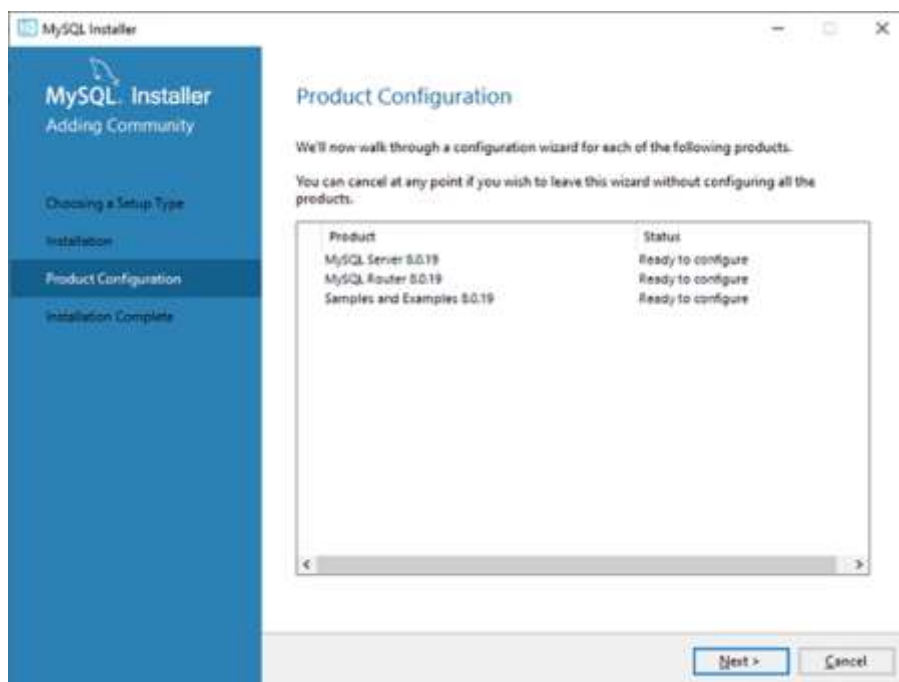 MySQL Installer
MySQL. Installer
Adding Community
Choosing a Setup Type
Installation
Product Configuration
Installation Complete
Product Configuration
We'll now walk through a configuration wizard for each of the following products.
You can cancel at any point if you wish to leave this wizard without configuring all the
products.
Product Status
MySQL Server 8.0.19 Ready to configure
MySQL Router 8.0.19 Ready to configure
Samples and Examples 8.0.19 Ready to configure
Next > Cancel